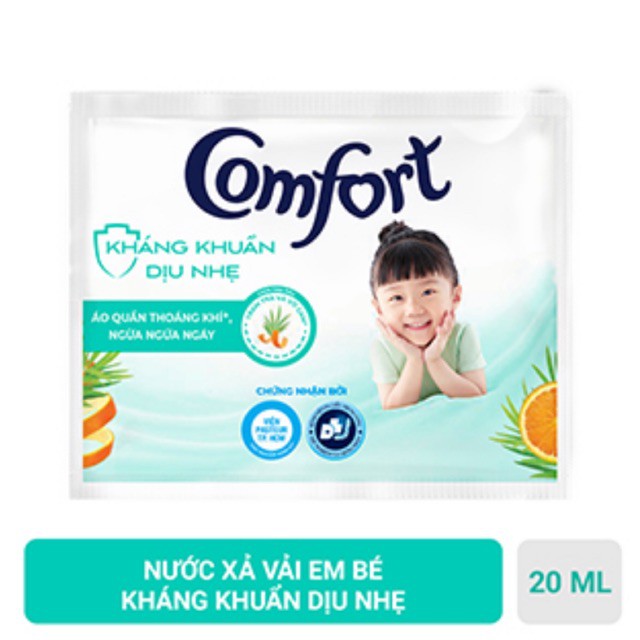 Comfort
KHÁNG KHUẨN
DỊU NHẸ
ÁO QUẦN THOÁNG KHÍ*,
NGỪA NGỨA NGÁY
CHỨNG NHẬN BỞI
VIỆN
PASTEUR
TP. HCM
NƯỚC XẢ VẢI EM BÉ
KHÁNG KHUẨN DỊU NHẸ
20 ML